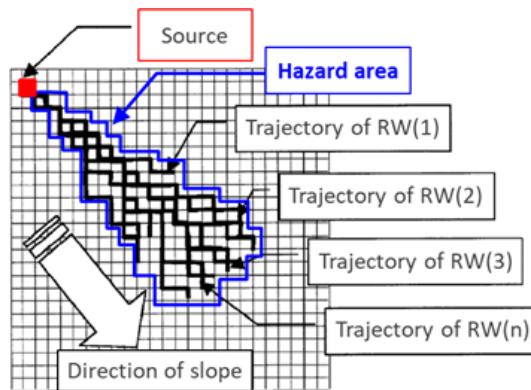 Source
Hazard area
Trajectory of RW(1)
Trajectory of RW(2)
Trajectory of RW(3)
Trajectory of RW(n)
Direction of slope